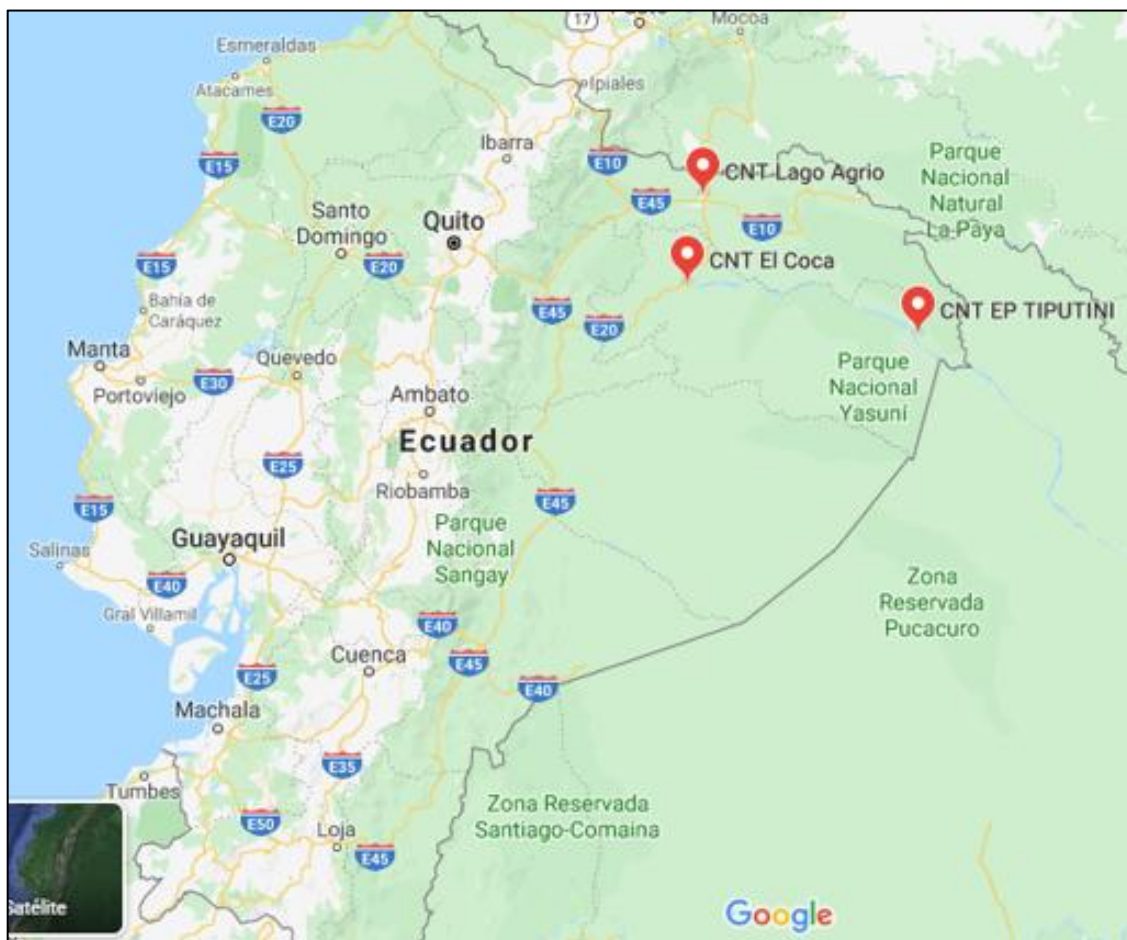 17
Mocoa
Esmeraldas
Atacames
E20
Ibarra
E10
E15
CNT Lago Agrio
Parque
Nacional
Natural
La Paya
E45
E10
Santo
Domingo
Quito
E20
CNT El Coca
E15
E45
E20
CNT EP TIPUTINI
Bahía de
Caráquez
Manta
Portoviejo
E30
Quevedo
Parque
Nacional
Yasuni
Ambato
Ecuador
E25
Riobamba
E45
E15
Parque
Nacional
Sangay
Guayaquil
Salinas
E40
Gral Villamil
Zona
Reservada
Pucacuro
E40
Cuenca
E45
E25
E40
Machala
E35
Tumbes
Zona Reservada
Santiago-Comaina
E50
Loja
E45
Satélite
Google